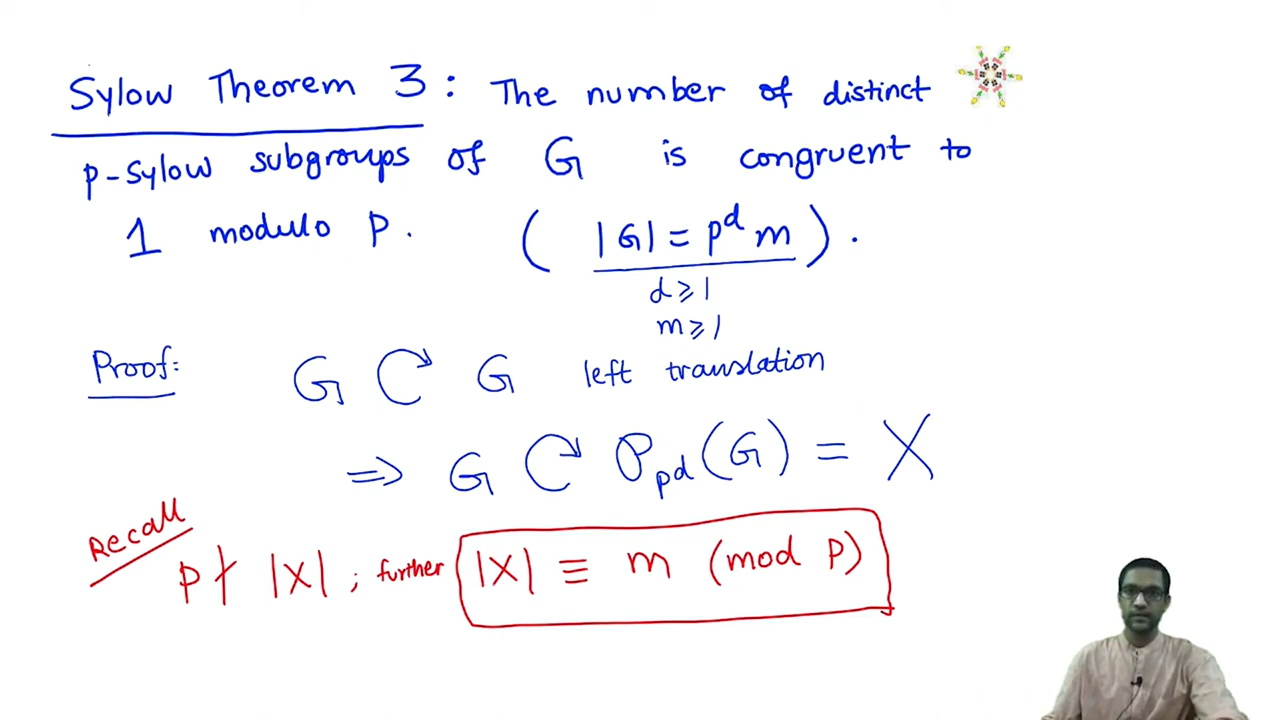 Sylow Theorem 3: The number of distinct
p-Sylow subgroups of G is congruent to
1 modulo p. ( |G| = p^d m ).
d ≥ 1
m ≥ 1
Proof: G ↻ G left translation
⇒ G ↻ P_{p^d}(G) = X
Recall
p ∤ |X| ; further |X| ≡ m (mod p)